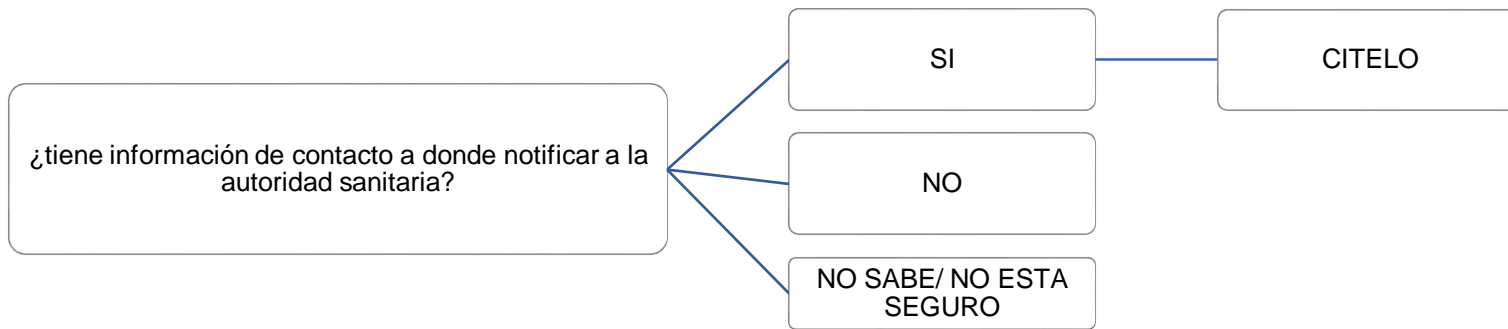 ¿tiene información de contacto a donde notificar a la
autoridad sanitaria?
SI
CITELO
NO
NO SABE/ NO ESTA
SEGURO